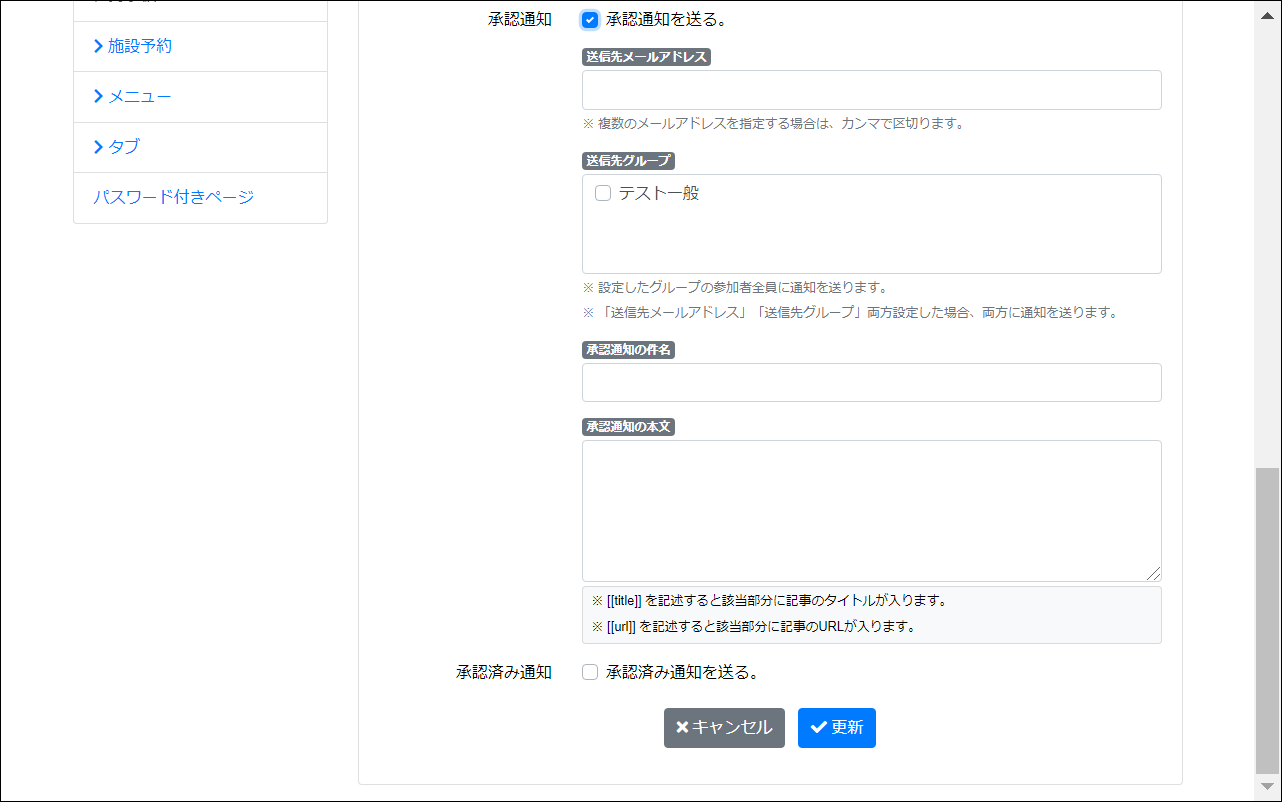 施設予約
メニュー
タブ
パスワード付きページ
承認通知
承認通知を送る。
送信先メールアドレス
※ 複数のメールアドレスを指定する場合は、カンマで区切ります。
送信先グループ
テスト一般
※ 設定したグループの参加者全員に通知を送ります。
※ 「送信先メールアドレス」「送信先グループ」両方設定した場合、両方に通知を送ります。
承認通知の件名
承認通知の本文
※ [[title]] を記述すると該当部分に記事のタイトルが入ります。
※ [[url]] を記述すると該当部分に記事のURLが入ります。
承認済み通知
承認済み通知を送る。
キャンセル
更新